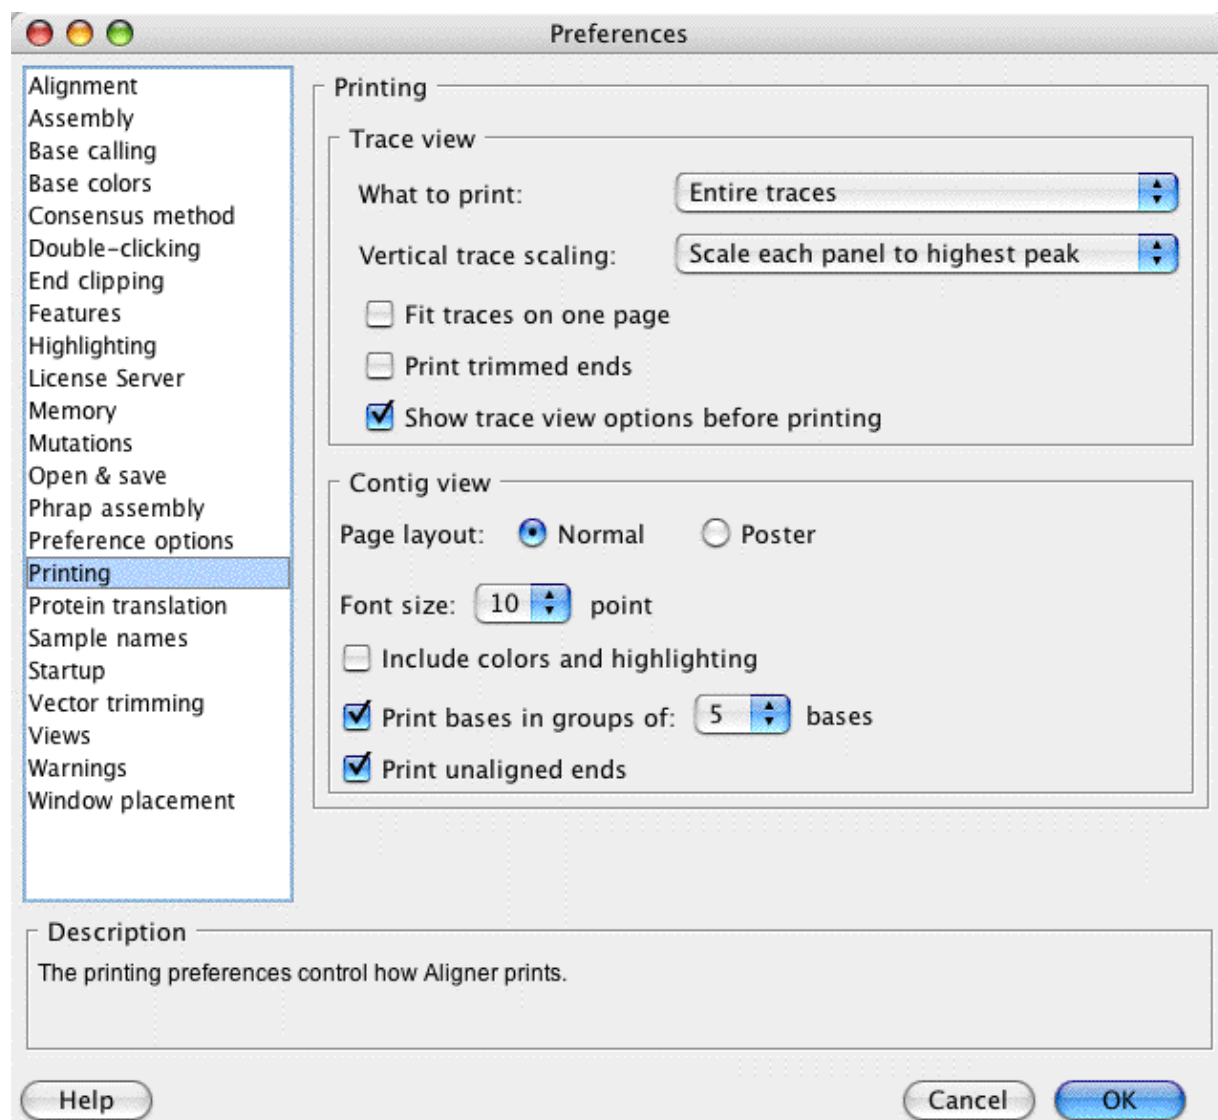 Preferences
Alignment
Assembly
Base calling
Base colors
Consensus method
Double-clicking
End clipping
Features
Highlighting
License Server
Memory
Mutations
Open & save
Phrap assembly
Preference options
Printing
Protein translation
Sample names
Startup
Vector trimming
Views
Warnings
Window placement
Printing
Trace view
What to print: Entire traces
Vertical trace scaling: Scale each panel to highest peak
Fit traces on one page
Print trimmed ends
Show trace view options before printing
Contig view
Page layout: Normal Poster
Font size: 10 point
Include colors and highlighting
Print bases in groups of: 5 bases
Print unaligned ends
Description
The printing preferences control how Aligner prints.
Help Cancel OK